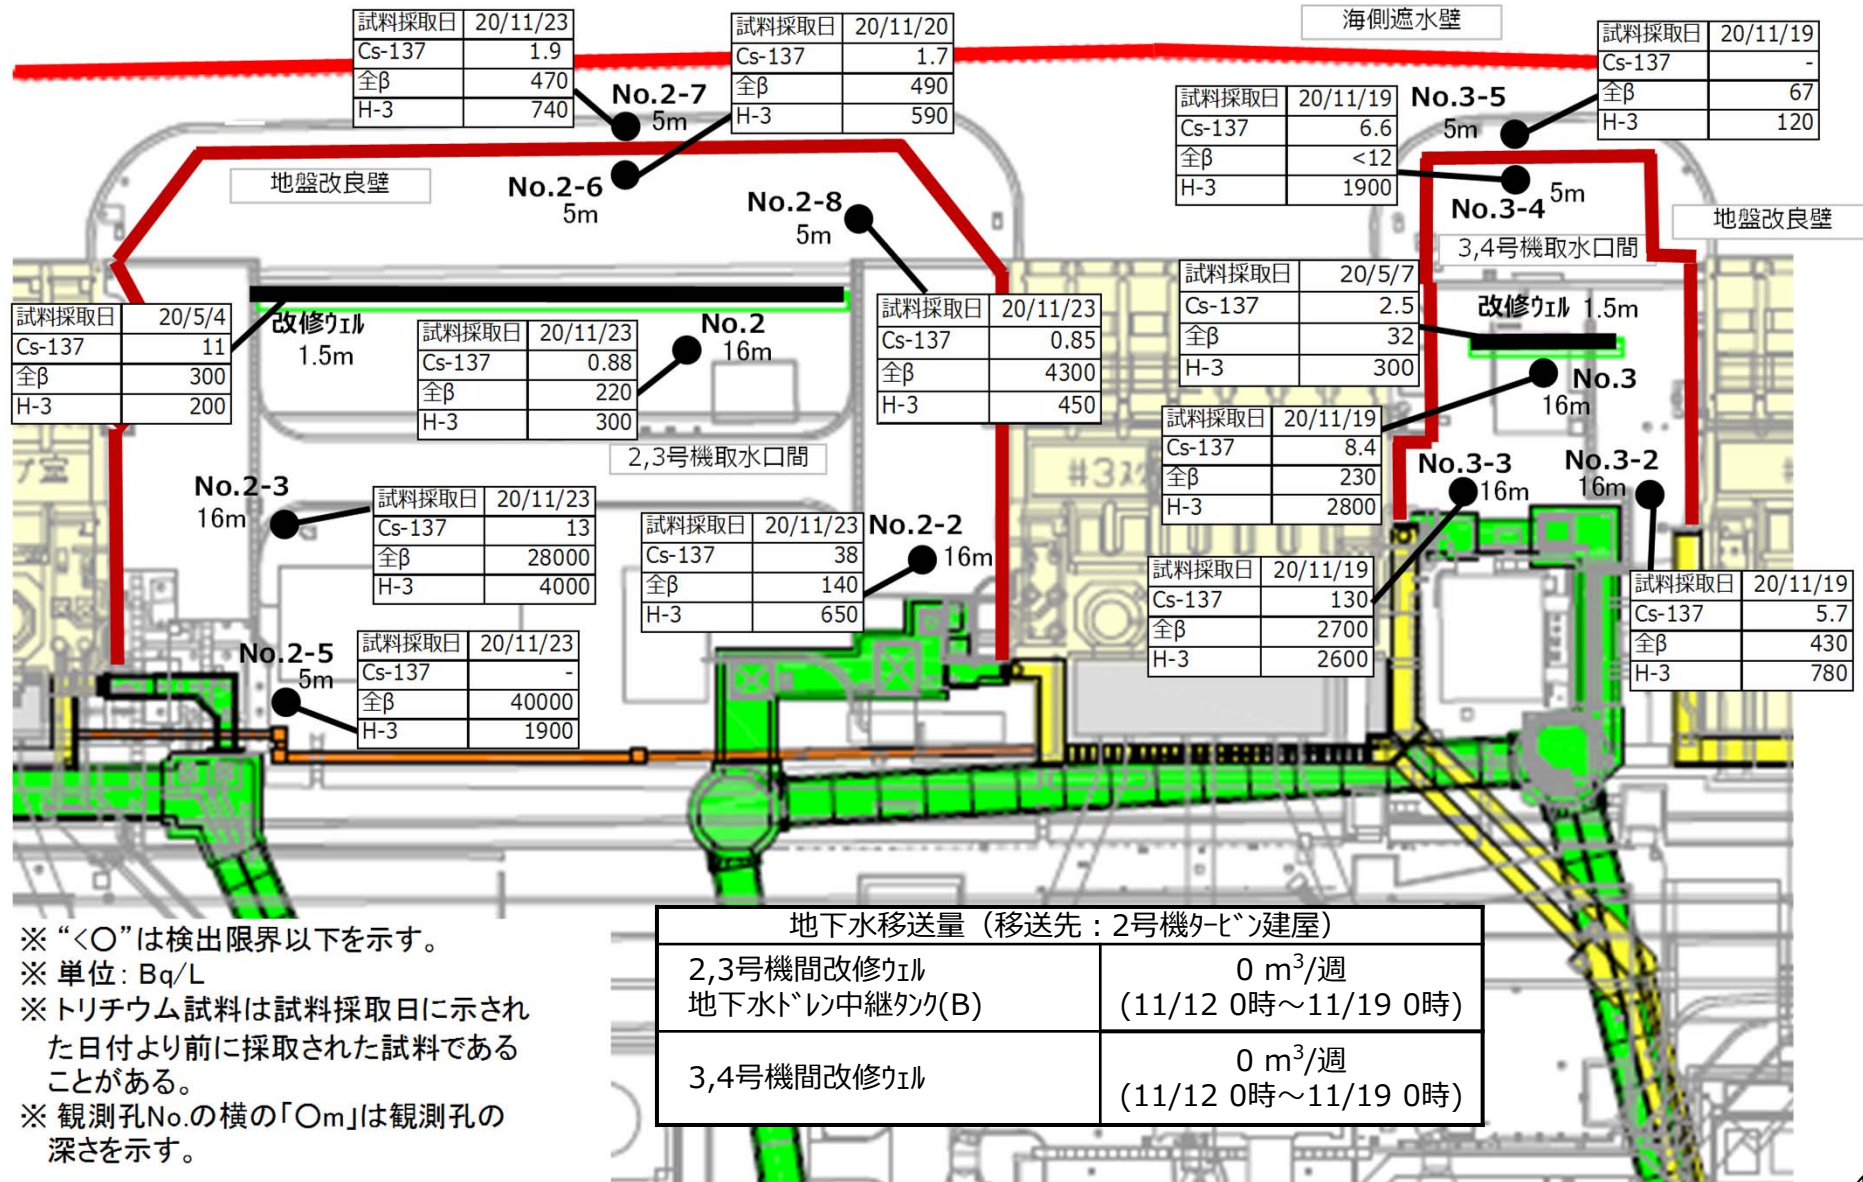 海側遮水壁
試料採取日 20/11/23
Cs-137 1.9
全β 470
H-3 740
試料採取日 20/11/20
Cs-137 1.7
全β 490
H-3 590
試料採取日 20/11/19
Cs-137 -
全β 67
H-3 120
試料採取日 20/11/19
Cs-137 6.6
全β <12
H-3 1900
No.2-7
5m
No.3-5
5m
地盤改良壁
No.2-6
5m
No.2-8
5m
No.3-4
5m
地盤改良壁
3,4号機取水口間
試料採取日 20/5/4
Cs-137 11
全β 300
H-3 200
改修ウェル
1.5m
試料採取日 20/11/23
Cs-137 0.88
全β 220
H-3 300
No.2
16m
試料採取日 20/11/23
Cs-137 0.85
全β 4300
H-3 450
試料採取日 20/5/7
Cs-137 2.5
全β 32
H-3 300
改修ウェル 1.5m
No.3
16m
試料採取日 20/11/19
Cs-137 8.4
全β 230
H-3 2800
2,3号機取水口間
No.2-3
16m
試料採取日 20/11/23
Cs-137 13
全β 28000
H-3 4000
試料採取日 20/11/23
Cs-137 38
全β 140
H-3 650
No.2-2
16m
#3ｽｸ
No.3-3
16m
No.3-2
16m
試料採取日 20/11/19
Cs-137 130
全β 2700
H-3 2600
試料採取日 20/11/19
Cs-137 5.7
全β 430
H-3 780
No.2-5
5m
試料採取日 20/11/23
Cs-137 -
全β 40000
H-3 1900
※ “<〇”は検出限界以下を示す。
※ 単位: Bq/L
※ トリチウム試料は試料採取日に示され
た日付より前に採取された試料である
ことがある。
※ 観測孔No.の横の「〇m」は観測孔の
深さを示す。
地下水移送量（移送先：2号機ﾀｰﾋﾞﾝ建屋）
2,3号機間改修ｳｪﾙ
地下水ﾄﾞﾚﾝ中継ﾀﾝｸ(B)
0 m³/週
(11/12 0時～11/19 0時)
3,4号機間改修ｳｪﾙ
0 m³/週
(11/12 0時～11/19 0時)